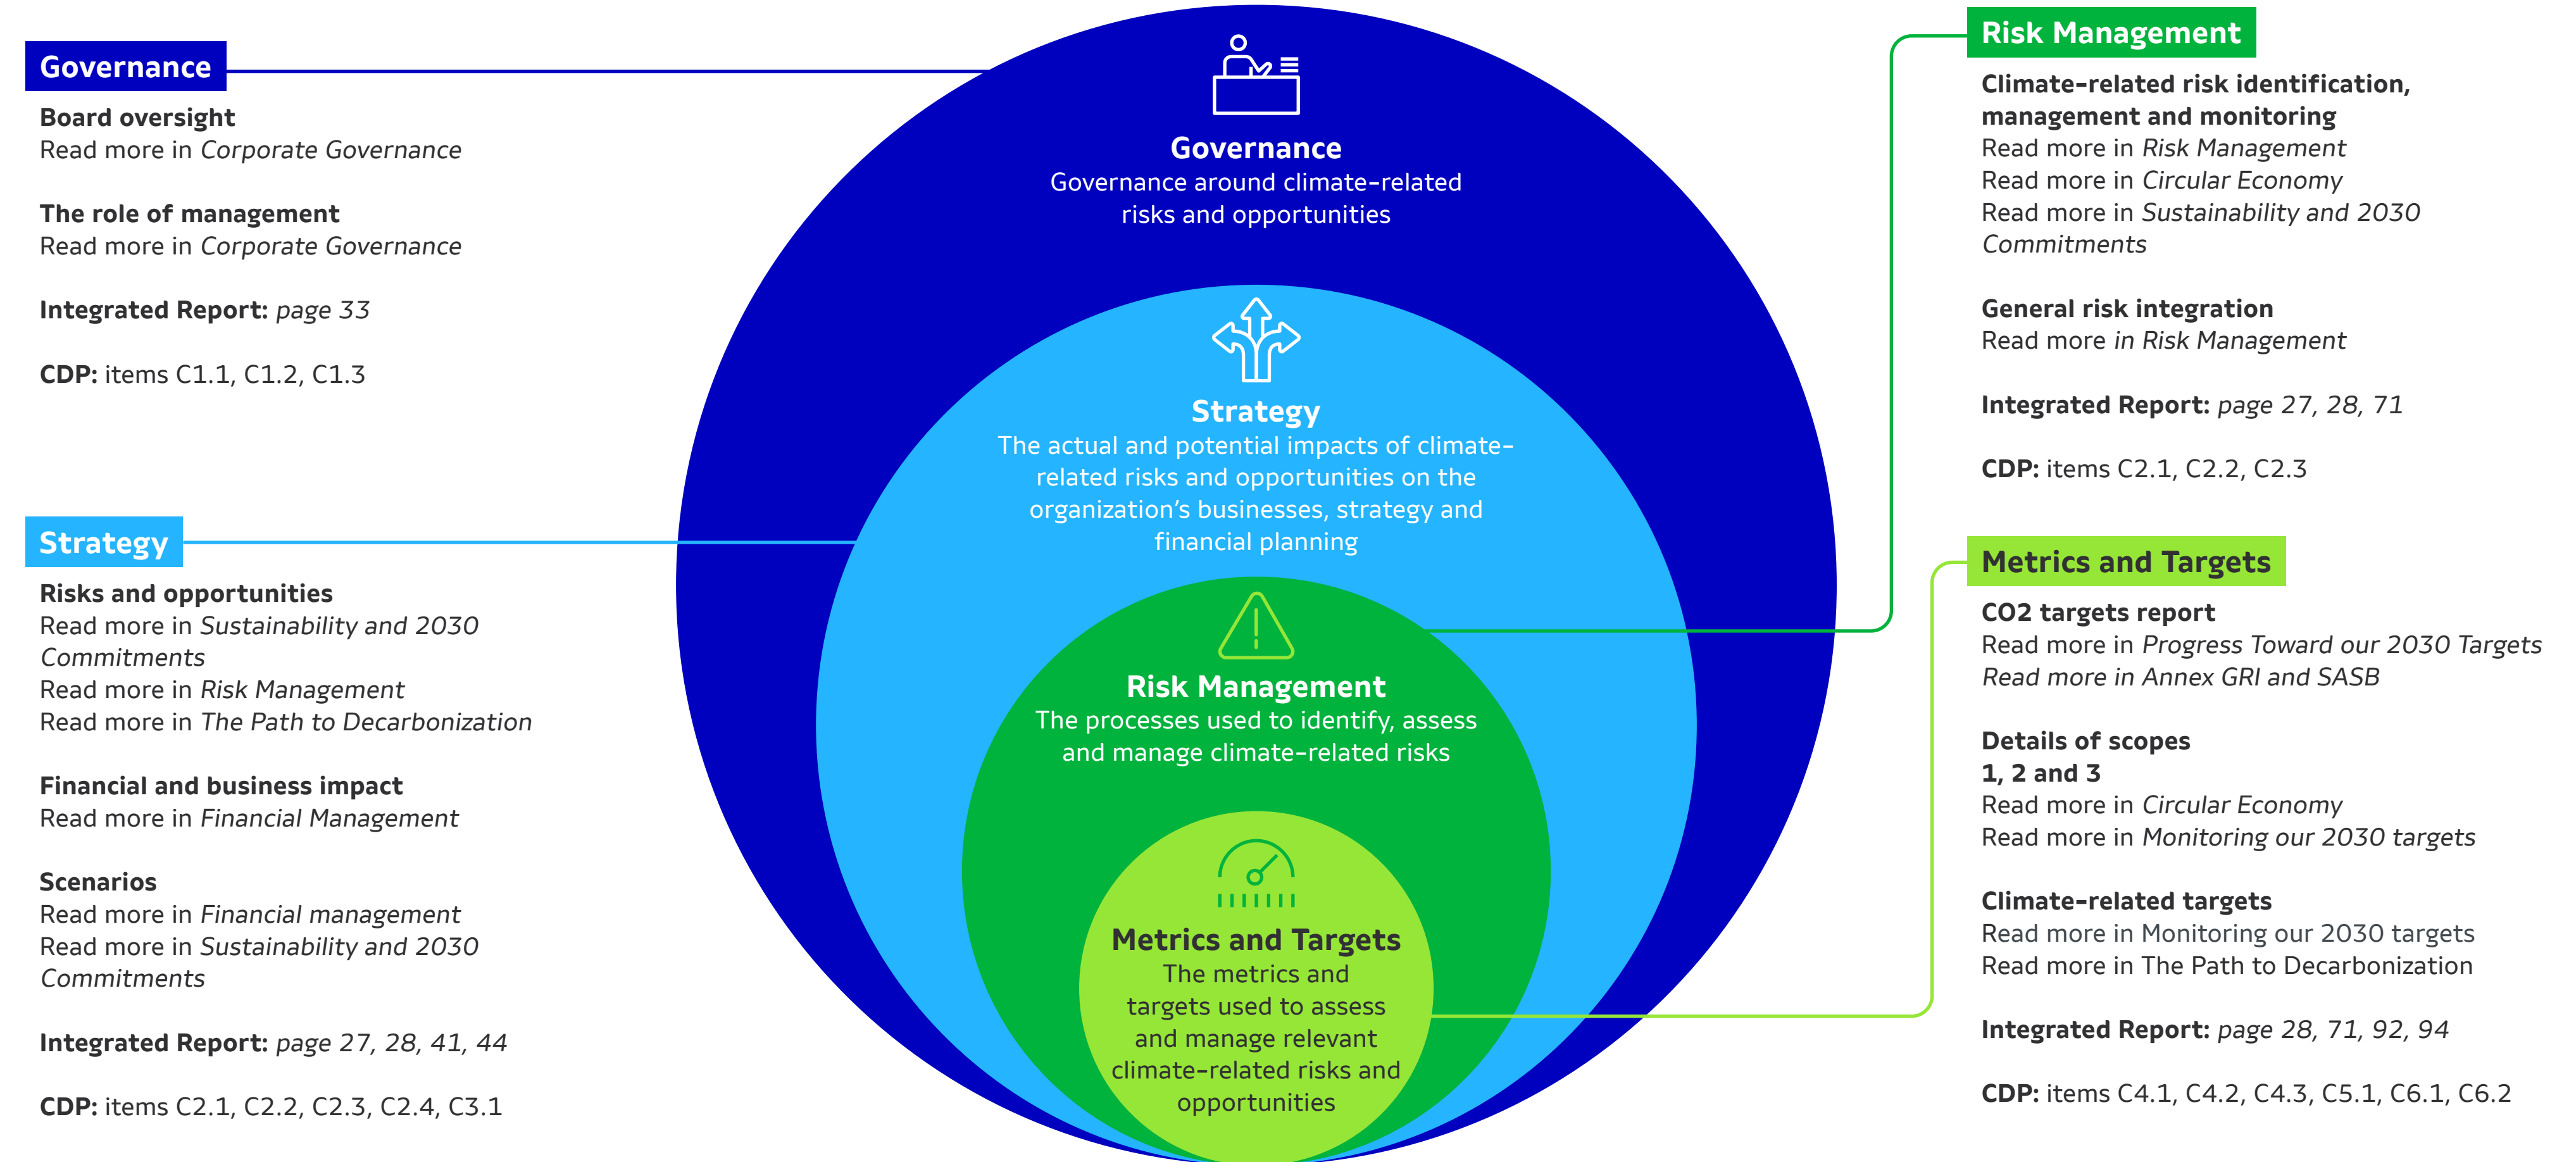 Governance
Board oversight
Read more in Corporate Governance
The role of management
Read more in Corporate Governance
Integrated Report: page 33
CDP: items C1.1, C1.2, C1.3
Strategy
Risks and opportunities
Read more in Sustainability and 2030
Commitments
Read more in Risk Management
Read more in The Path to Decarbonization
Financial and business impact
Read more in Financial Management
Scenarios
Read more in Financial management
Read more in Sustainability and 2030
Commitments
Integrated Report: page 27, 28, 41, 44
CDP: items C2.1, C2.2, C2.3, C2.4, C3.1
Governance
Governance around climate-related
risks and opportunities
Strategy
The actual and potential impacts of climate-
related risks and opportunities on the
organization's businesses, strategy and
financial planning
Risk Management
The processes used to identify, assess
and manage climate-related risks
Metrics and Targets
The metrics and
targets used to assess
and manage relevant
climate-related risks and
opportunities
Risk Management
Climate-related risk identification,
management and monitoring
Read more in Risk Management
Read more in Circular Economy
Read more in Sustainability and 2030
Commitments
General risk integration
Read more in Risk Management
Integrated Report: page 27, 28, 71
CDP: items C2.1, C2.2, C2.3
Metrics and Targets
CO2 targets report
Read more in Progress Toward our 2030 Targets
Read more in Annex GRI and SASB
Details of scopes
1, 2 and 3
Read more in Circular Economy
Read more in Monitoring our 2030 targets
Climate-related targets
Read more in Monitoring our 2030 targets
Read more in The Path to Decarbonization
Integrated Report: page 28, 71, 92, 94
CDP: items C4.1, C4.2, C4.3, C5.1, C6.1, C6.2